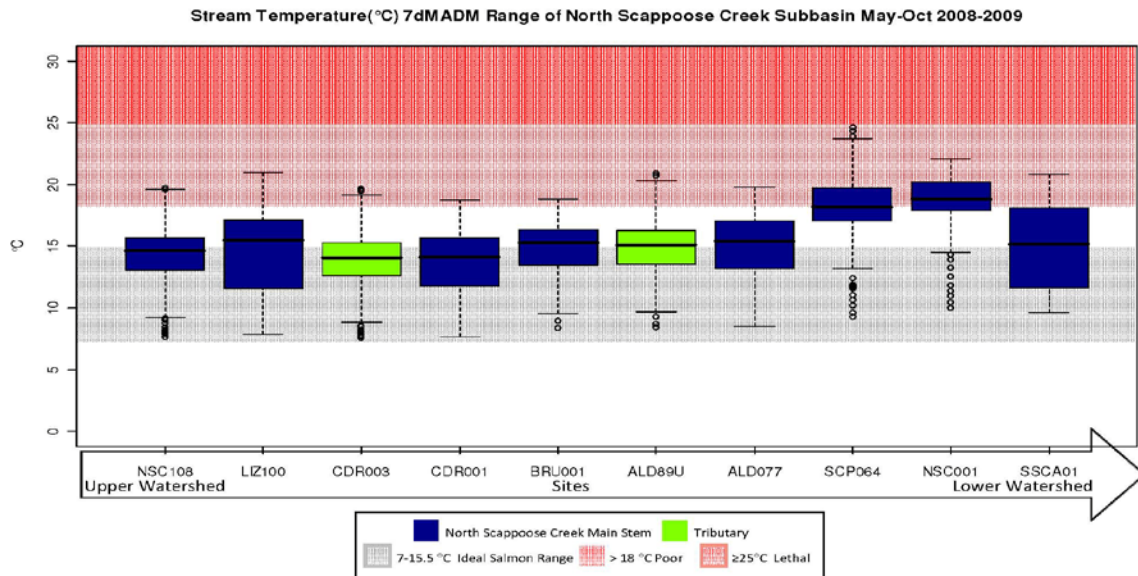 Stream Temperature(°C) 7dMADM Range of North Scappoose Creek Subbasin May-Oct 2008-2009
30
25
20
15
10
5
0
°C
NSC108 LIZ100 CDR003 CDR001 BRU001 ALD89U ALD077 SCP064 NSC001 SSCA01
Upper Watershed Sites Lower Watershed
North Scappoose Creek Main Stem Tributary
7-15.5 °C Ideal Salmon Range > 18 °C Poor ≥25°C Lethal